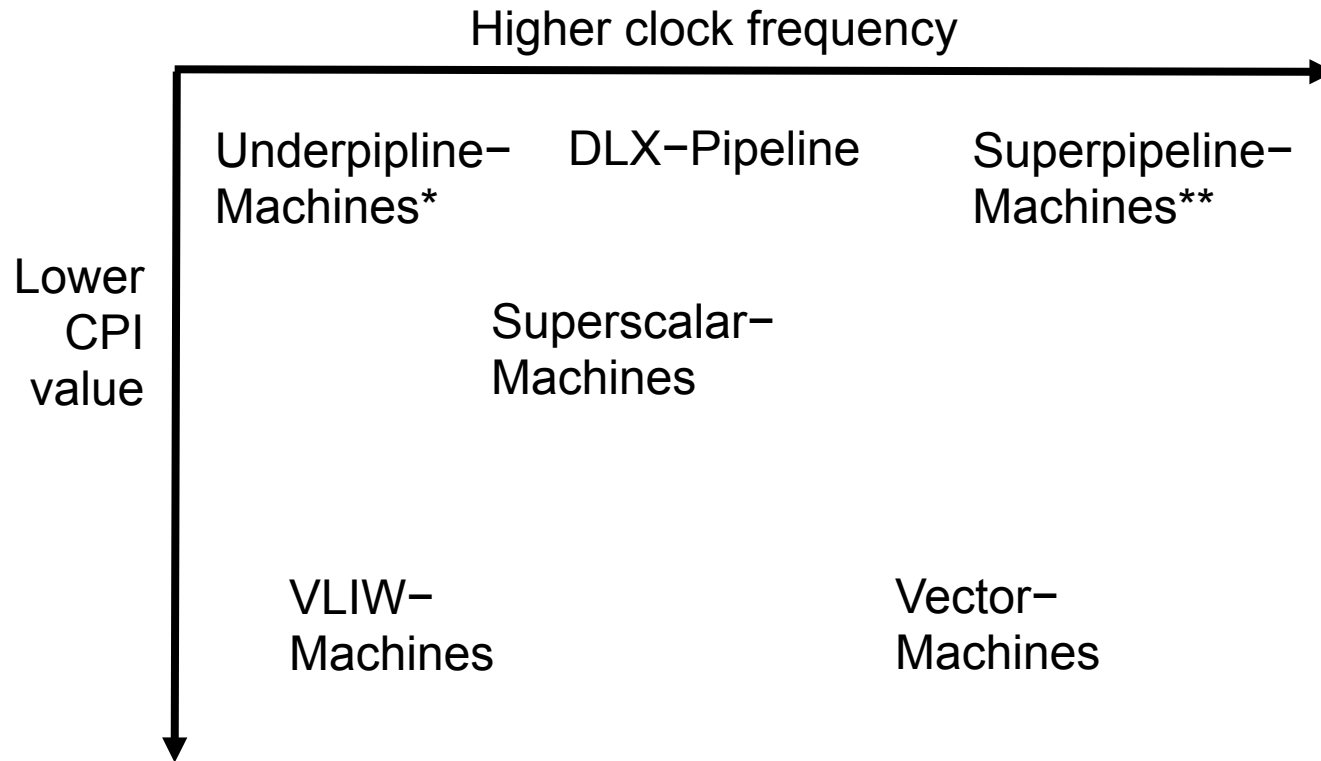 Higher clock frequency
Underpipline−
Machines*
DLX−Pipeline
Superpipeline−
Machines**
Lower
CPI
value
Superscalar−
Machines
VLIW−
Machines
Vector−
Machines